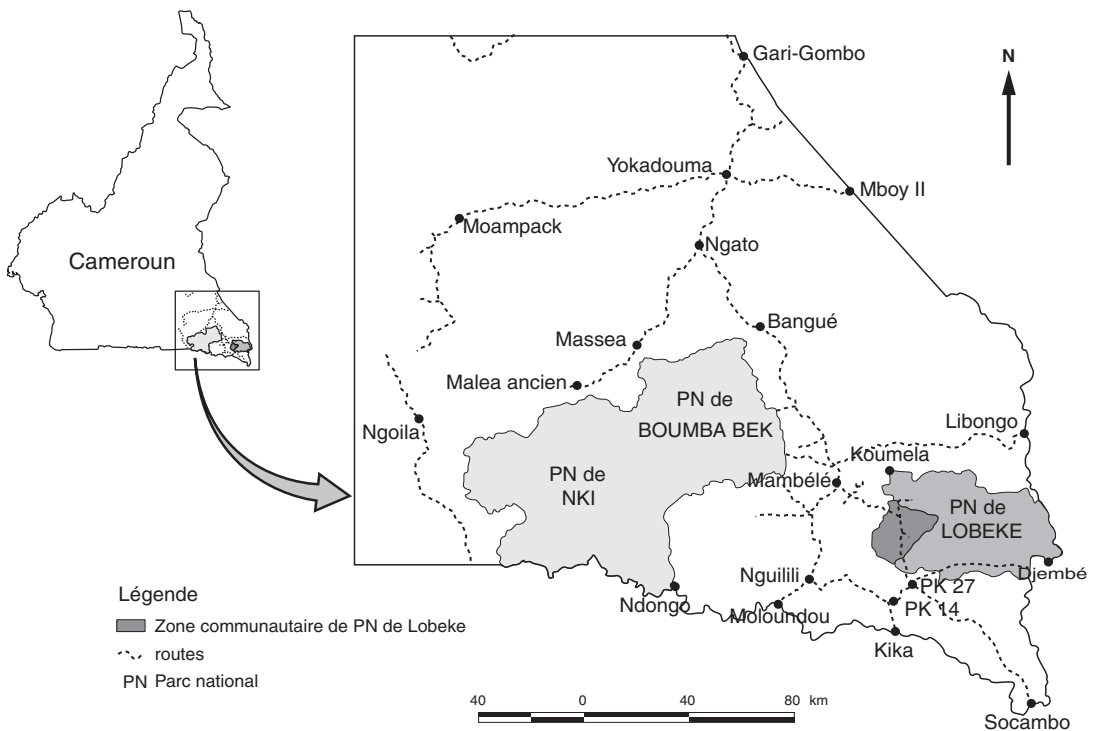 Gari-Gombo
N
Yokadouma
Mboy II
Moampack
Ngato
Cameroun
Bangué
Massea
Malea ancien
PN de
BOUMBA BEK
Libongo
Ngoila
Koumela
PN de
NKI
Mambélé
PN de
LOBEKE
Djembé
Nguilili
PK 27
Légende
Ndongo
PK 14
Moloundou
Zone communautaire de PN de Lobeke
Kika
routes
PN Parc national
40 0 40 80 km
Socambo